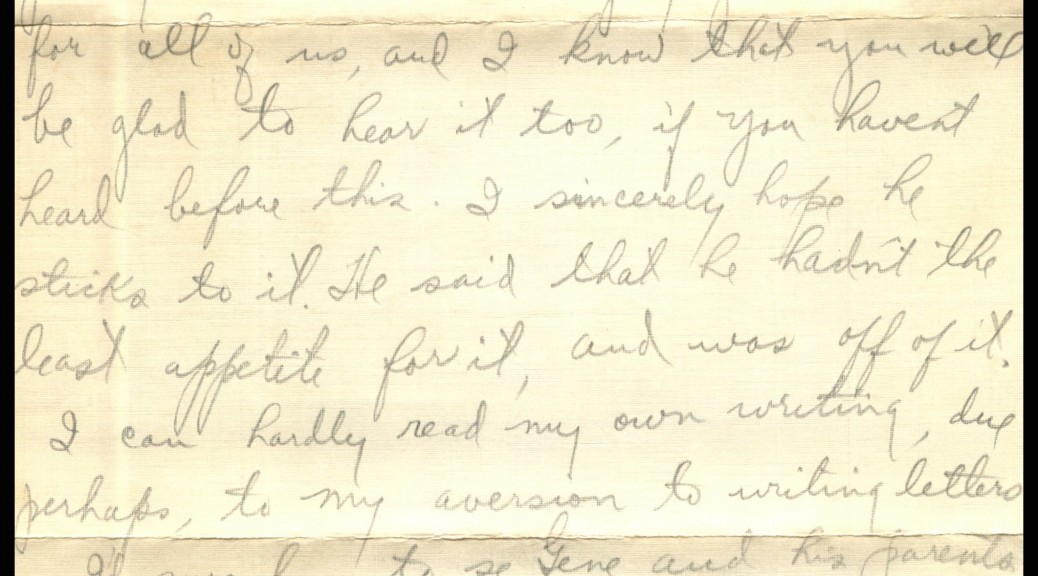 for all of us, and I know that you will
be glad to hear it too, if you havent
heard before this. I sincerely hope he
sticks to it. He said that he hadn't the
least appetite for it, and was off of it.
I can hardly read my own writing, due
perhaps, to my aversion to writing letters
to se Gene and his parents